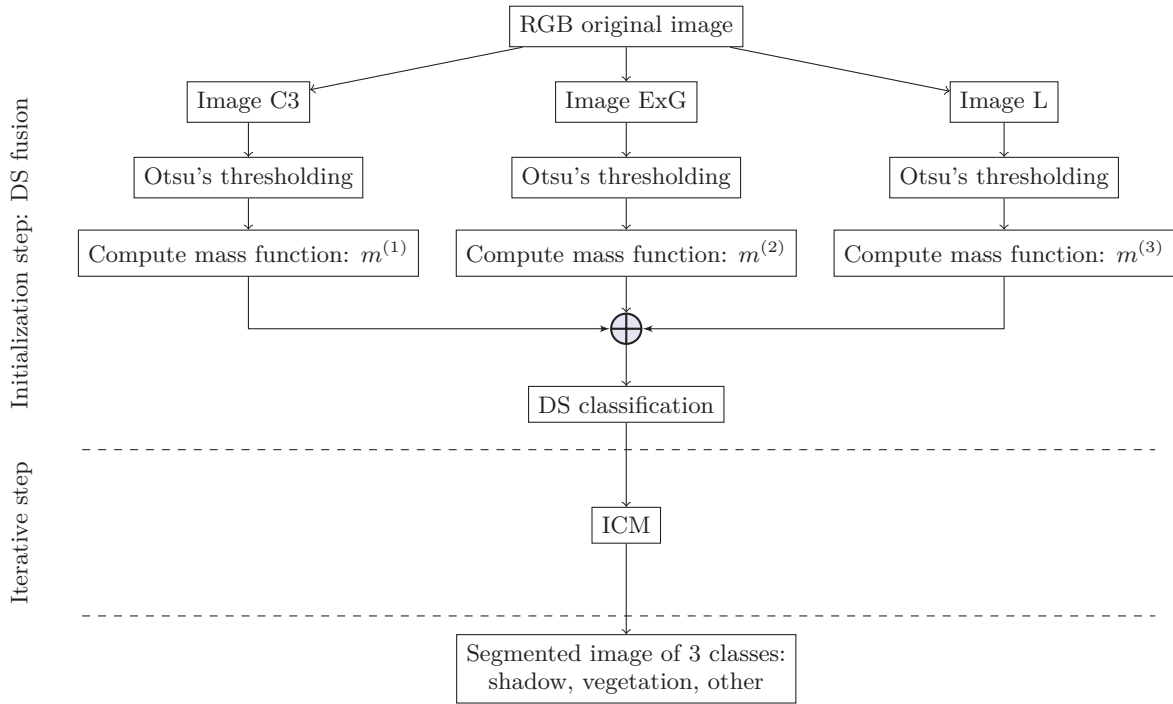 RGB original image
Image C3
Image ExG
Image L
Otsu's thresholding
Otsu's thresholding
Otsu's thresholding
Compute mass function: m^(1)
Compute mass function: m^(2)
Compute mass function: m^(3)
DS classification
Initialization step: DS fusion
ICM
Iterative step
Segmented image of 3 classes:
shadow, vegetation, other